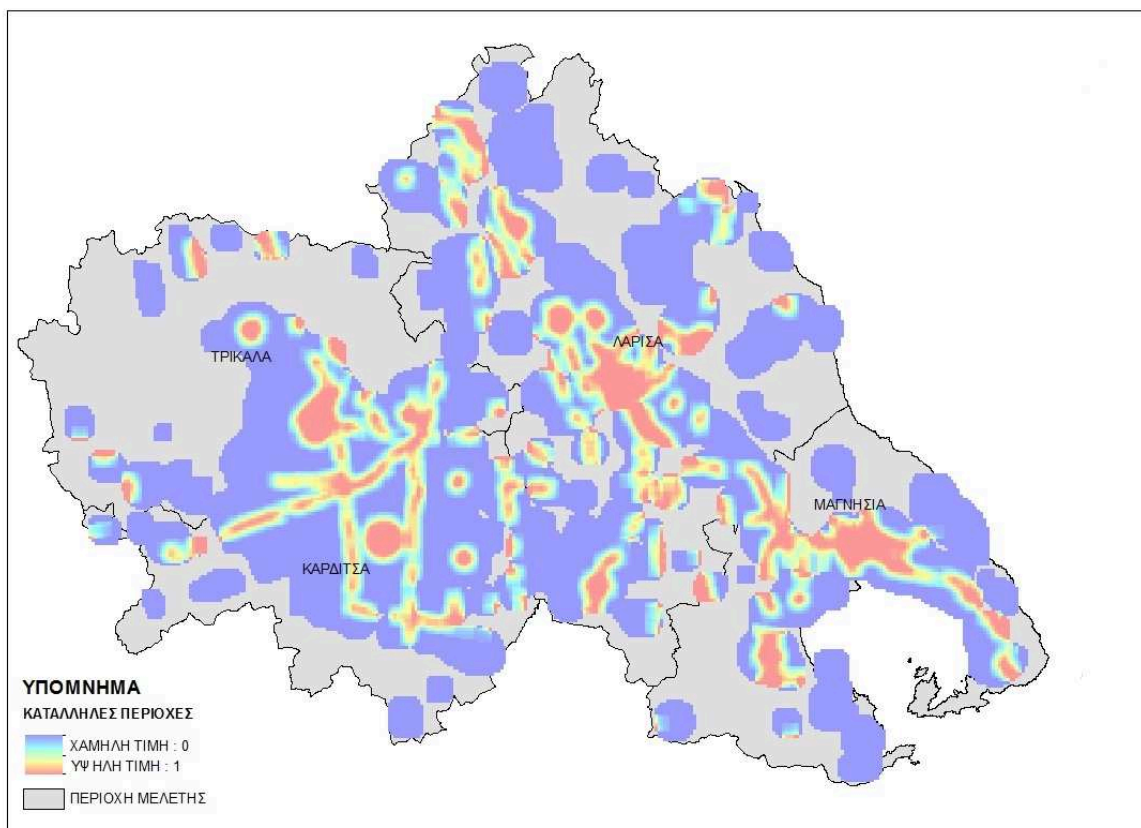 ΛΑΡΙΣΑ
ΤΡΙΚΑΛΑ
ΜΑΓΝΗΣΙΑ
ΚΑΡΔΙΤΣΑ
ΥΠΟΜΝΗΜΑ
ΚΑΤΑΛΛΗΛΕΣ ΠΕΡΙΟΧΕΣ
ΧΑΜΗΛΗ ΤΙΜΗ : 0
ΥΨΗΛΗ ΤΙΜΗ : 1
ΠΕΡΙΟΧΗ ΜΕΛΕΤΗΣ